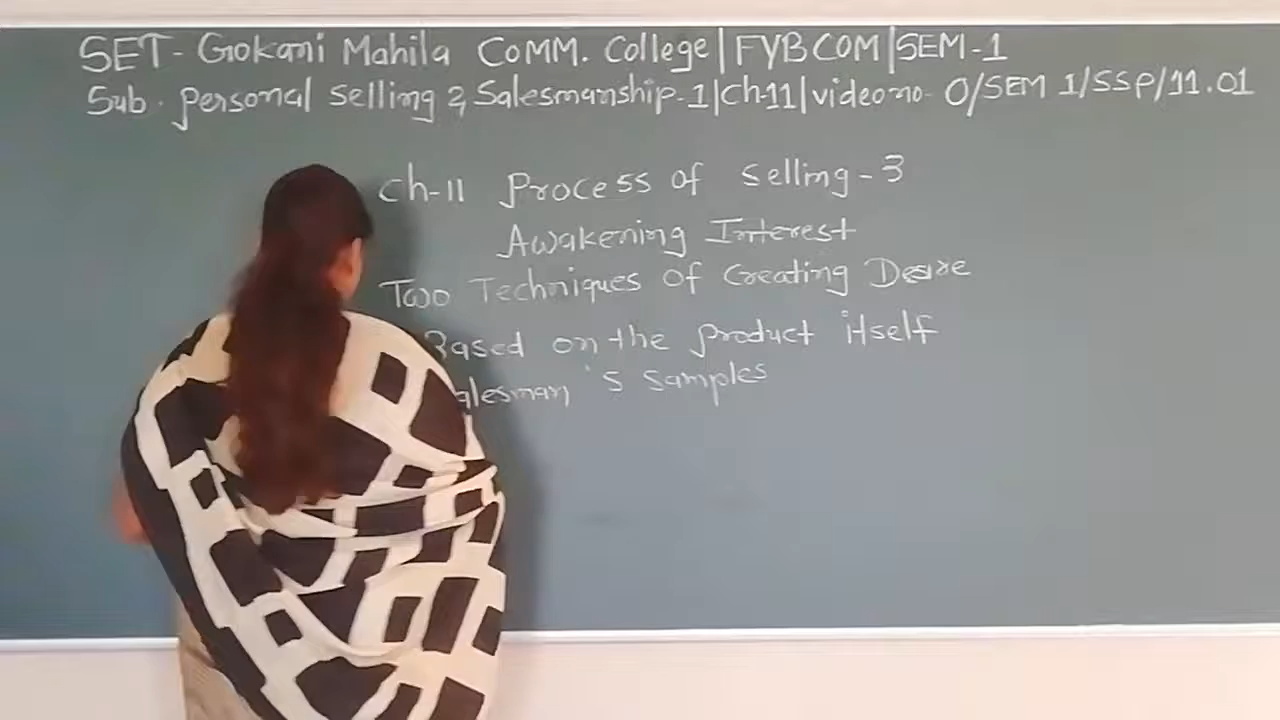 SET - Gokani Mahila COMM. College | FYBCOM | SEM-1
Sub. Personal selling & Salesmanship-1 | Ch-11 | video no- 0/SEM 1/SSP/11.01
Ch-11 Process of selling-3
Awakening Interest
Two Techniques of Creating Desire
Based on the product itself
alesman's samples